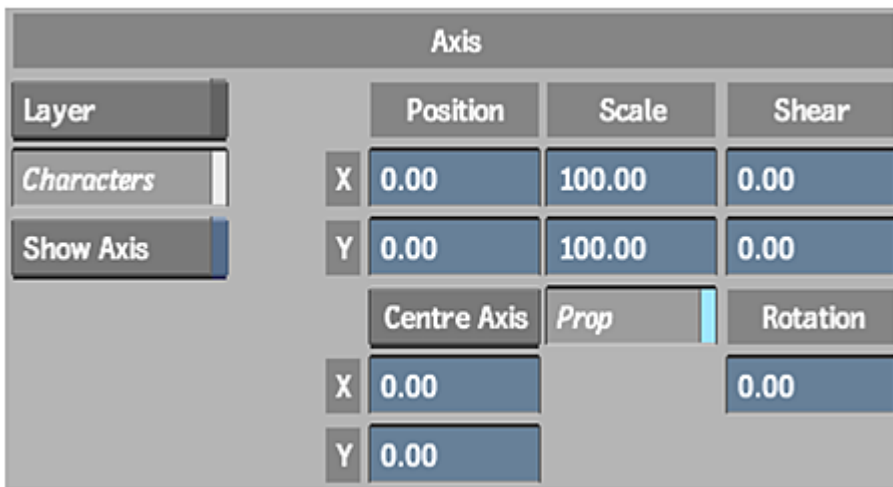 Axis
Layer Position Scale Shear
Characters X 0.00 100.00 0.00
Show Axis Y 0.00 100.00 0.00
Centre Axis Prop Rotation
X 0.00 0.00
Y 0.00